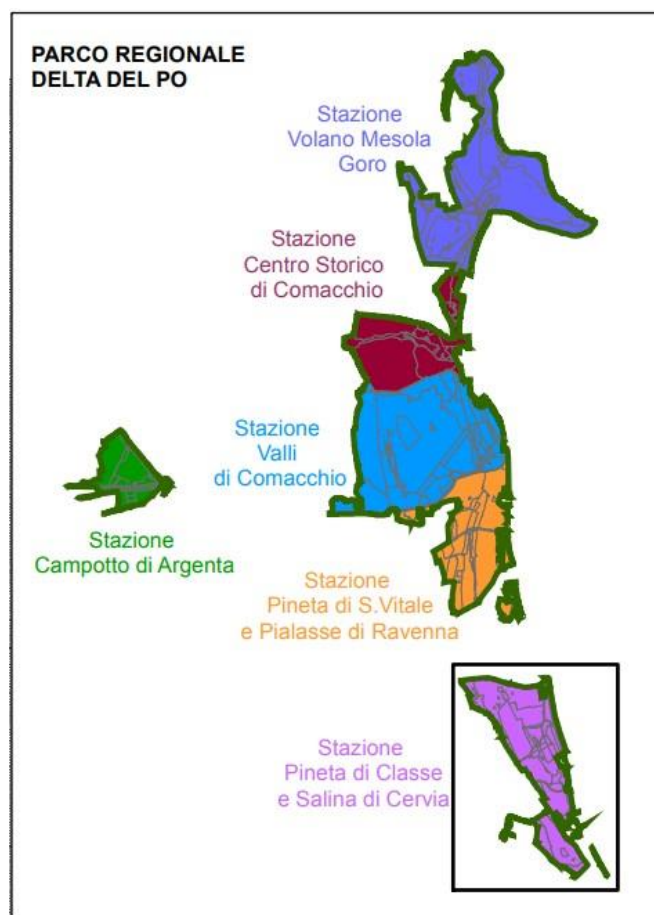 PARCO REGIONALE
DELTA DEL PO
Stazione
Volano Mesola
Goro
Stazione
Centro Storico
di Comacchio
Stazione
Valli
di Comacchio
Stazione
Campotto di Argenta
Stazione
Pineta di S.Vitale
e Pialasse di Ravenna
Stazione
Pineta di Classe
e Salina di Cervia